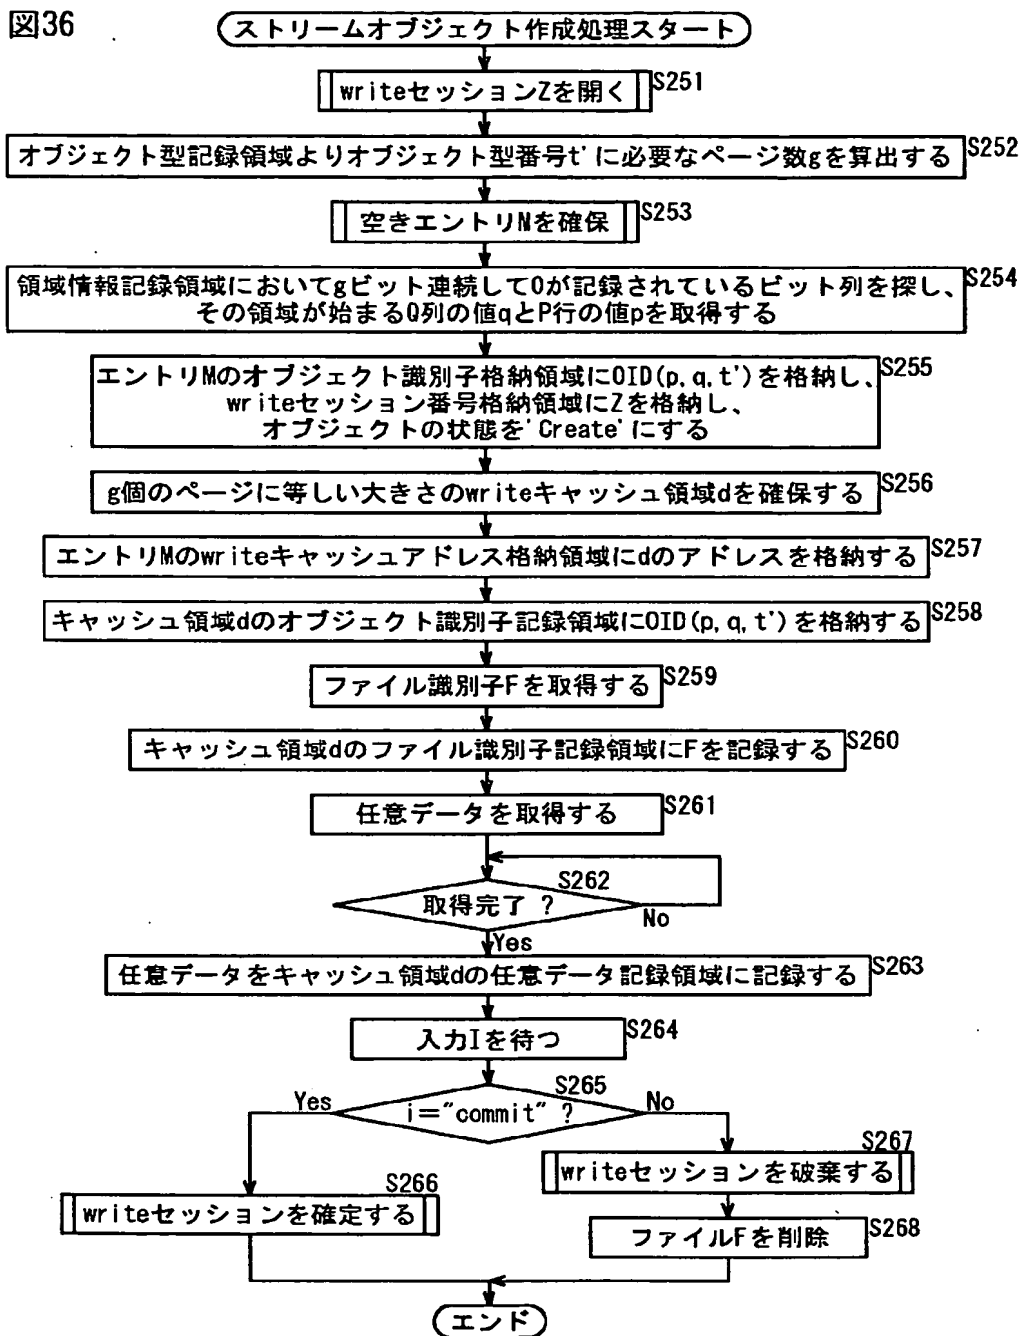 図36
ストリームオブジェクト作成処理スタート
writeセッションZを開く
S251
オブジェクト型記録領域よりオブジェクト型番号t'に必要なページ数gを算出する
S252
空きエントリNを確保
S253
領域情報記録領域においてgビット連続して0が記録されているビット列を探し、
その領域が始まるQ列の値qとP行の値pを取得する
S254
エントリMのオブジェクト識別子格納領域にOID(p,q,t')を格納し、
writeセッション番号格納領域にZを格納し、
オブジェクトの状態を'Create'にする
S255
g個のページに等しい大きさのwriteキャッシュ領域dを確保する
S256
エントリMのwriteキャッシュアドレス格納領域にdのアドレスを格納する
S257
キャッシュ領域dのオブジェクト識別子記録領域にOID(p,q,t')を格納する
S258
ファイル識別子Fを取得する
S259
キャッシュ領域dのファイル識別子記録領域にFを記録する
S260
任意データを取得する
S261
S262
取得完了 ?
No
Yes
任意データをキャッシュ領域dの任意データ記録領域に記録する
S263
入力Iを待つ
S264
S265
Yes
i=="commit" ?
No
S267
writeセッションを破棄する
S266
writeセッションを確定する
ファイルFを削除
S268
エンド